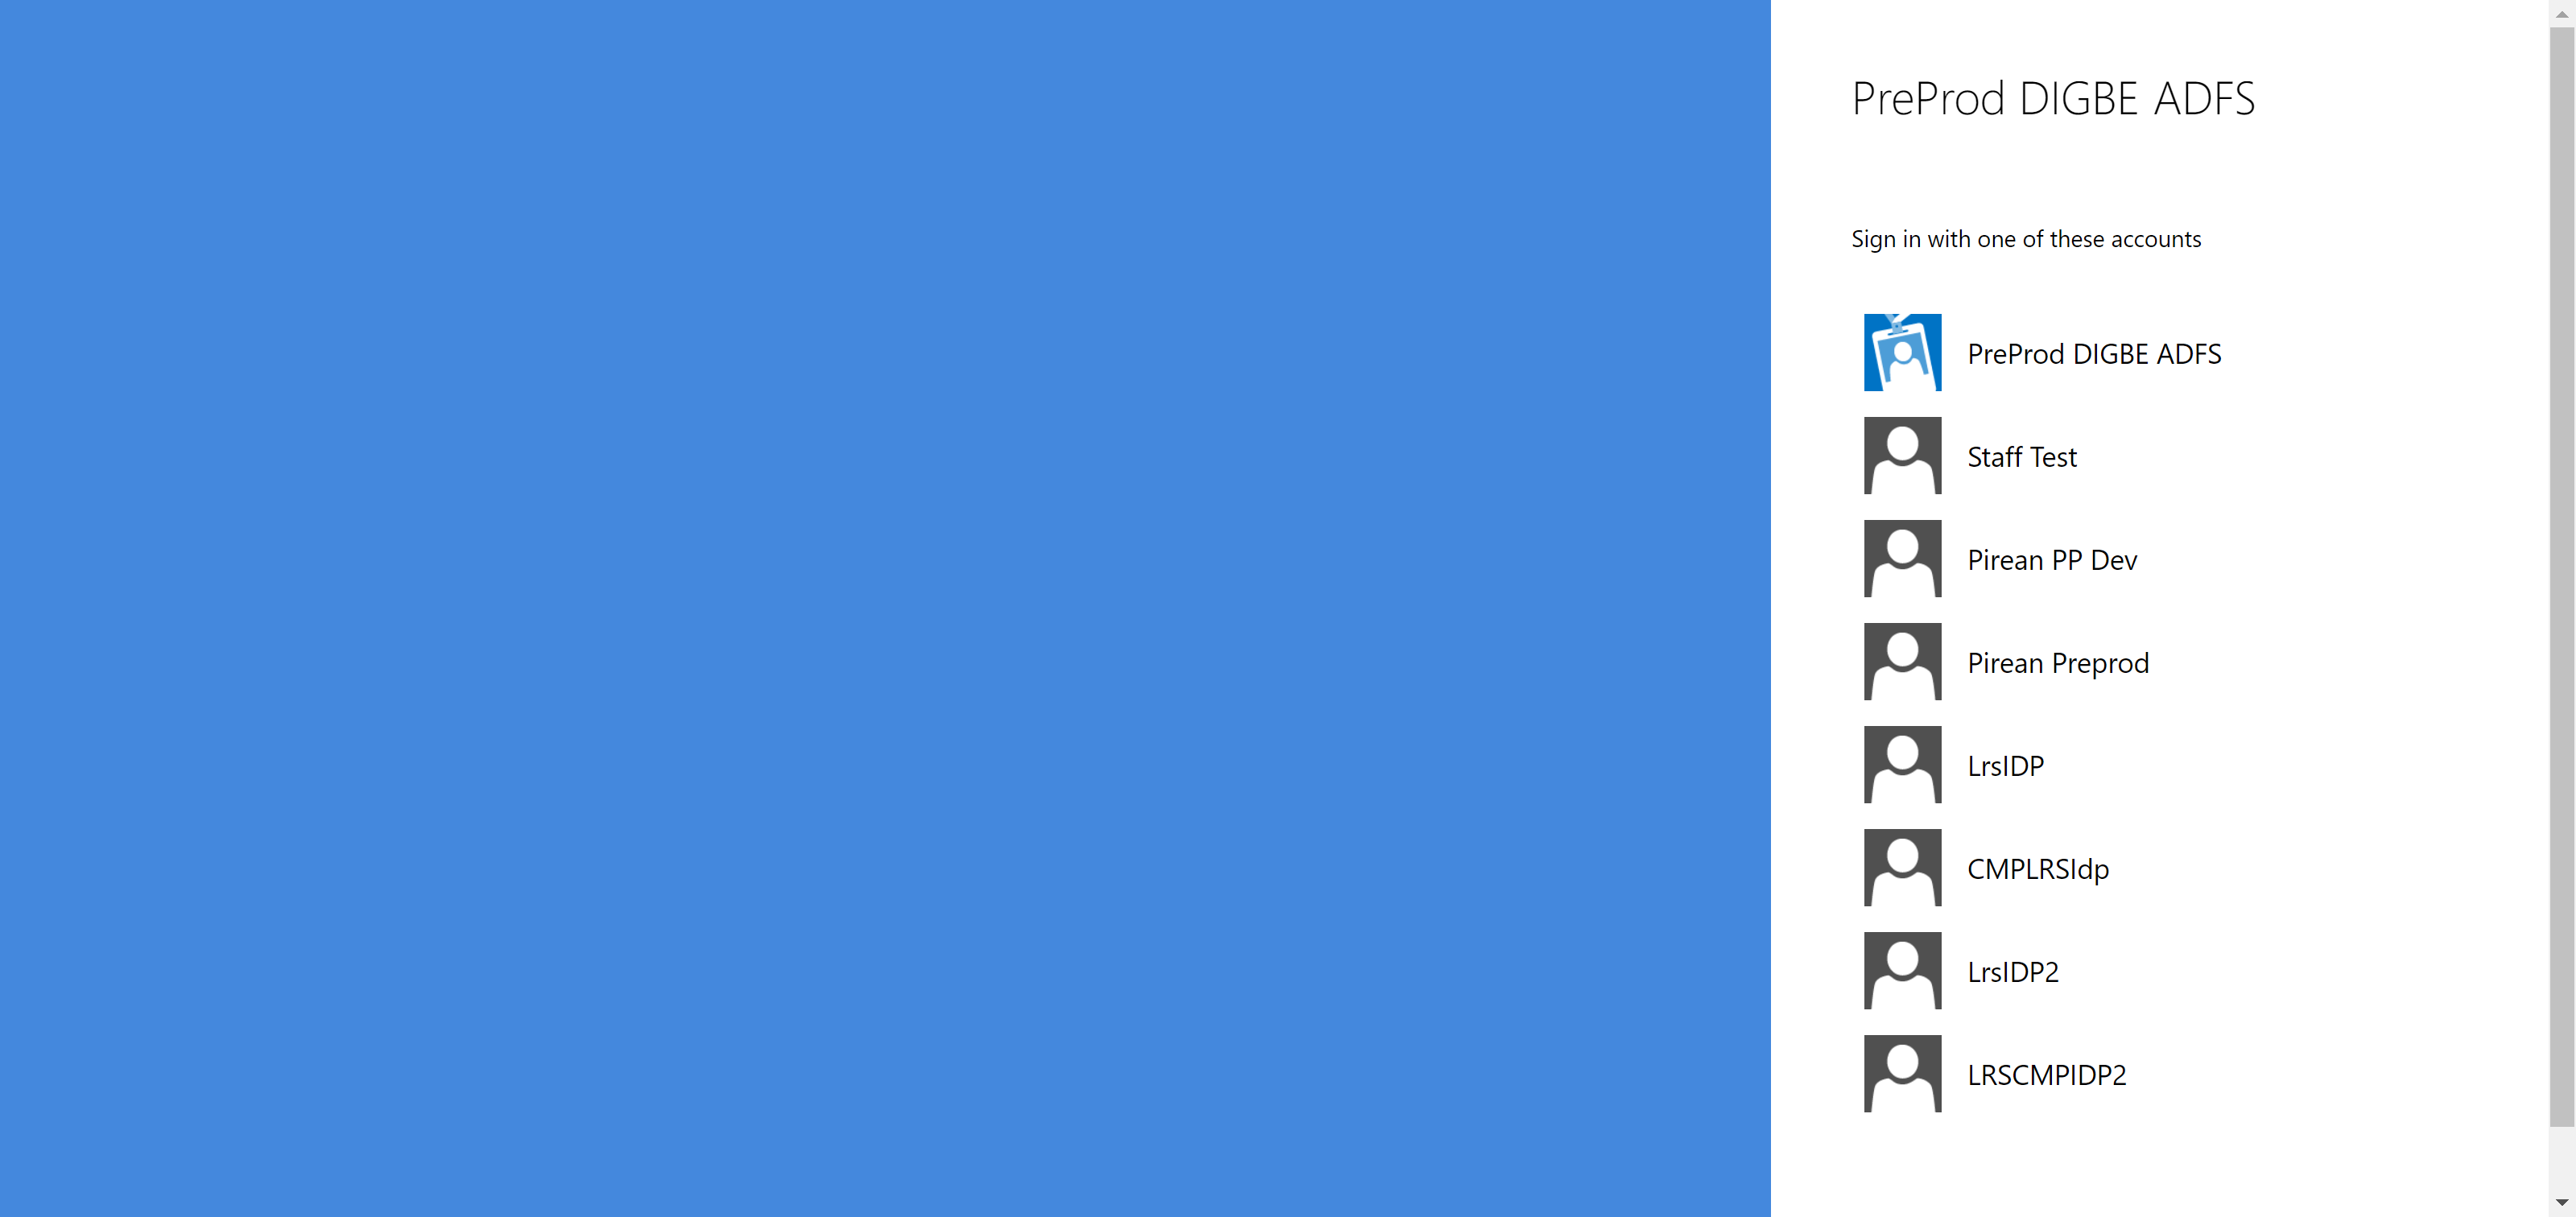 PreProd DIGBE ADFS
Sign in with one of these accounts
PreProd DIGBE ADFS
Staff Test
Pirean PP Dev
Pirean Preprod
LrsIDP
CMPLRSIdp
LrsIDP2
LRSCMPIDP2